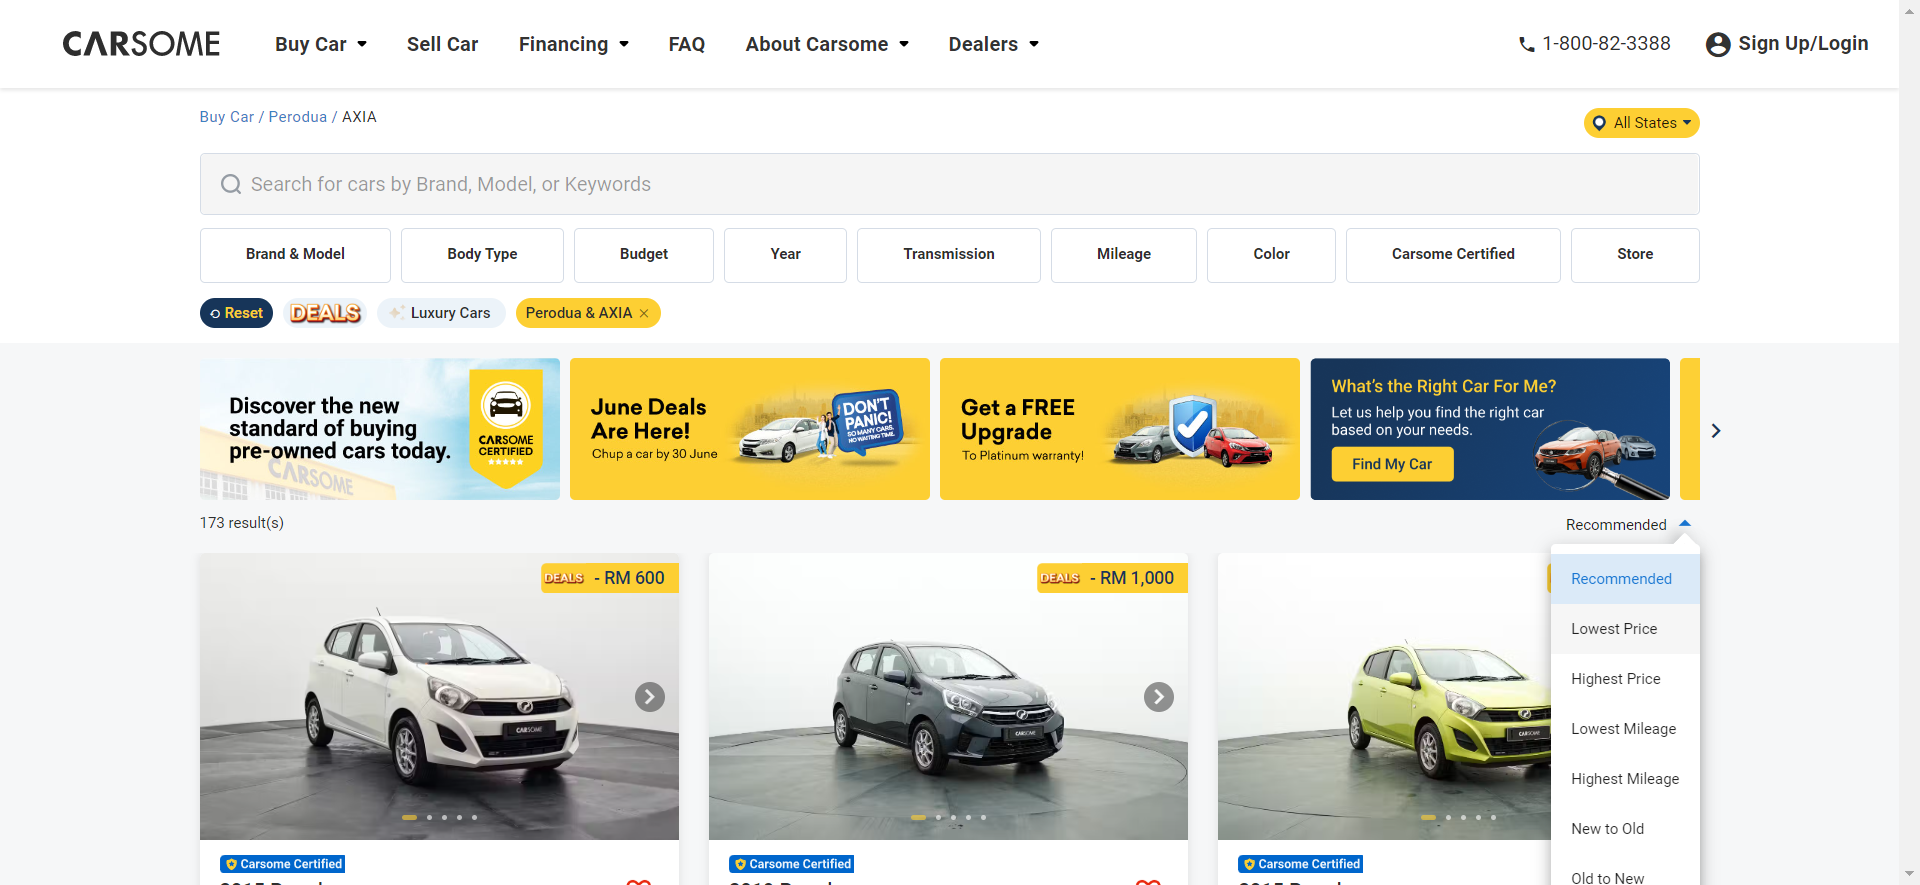 CARSOME
Buy Car
Sell Car
Financing
FAQ
About Carsome
Dealers
1-800-82-3388
Sign Up/Login
Buy Car / Perodua / AXIA
All States
Search for cars by Brand, Model, or Keywords
Brand & Model
Body Type
Budget
Year
Transmission
Mileage
Color
Carsome Certified
Store
Reset
DEALS
Luxury Cars
Perodua & AXIA
Discover the new
standard of buying
pre-owned cars today.
CARSOME
CARSOME
CERTIFIED
June Deals
Are Here!
Chup a car by 30 June
DON'T
PANIC!
SO MANY CARS,
NO WAITING TIME.
Get a FREE
Upgrade
To Platinum warranty!
What's the Right Car For Me?
Let us help you find the right car
based on your needs.
Find My Car
173 result(s)
Recommended
DEALS - RM 600
DEALS - RM 1,000
CARSOME
CARSOME
CARSOME
Recommended
Lowest Price
Highest Price
Lowest Mileage
Highest Mileage
New to Old
Old to New
Carsome Certified
Carsome Certified
Carsome Certified